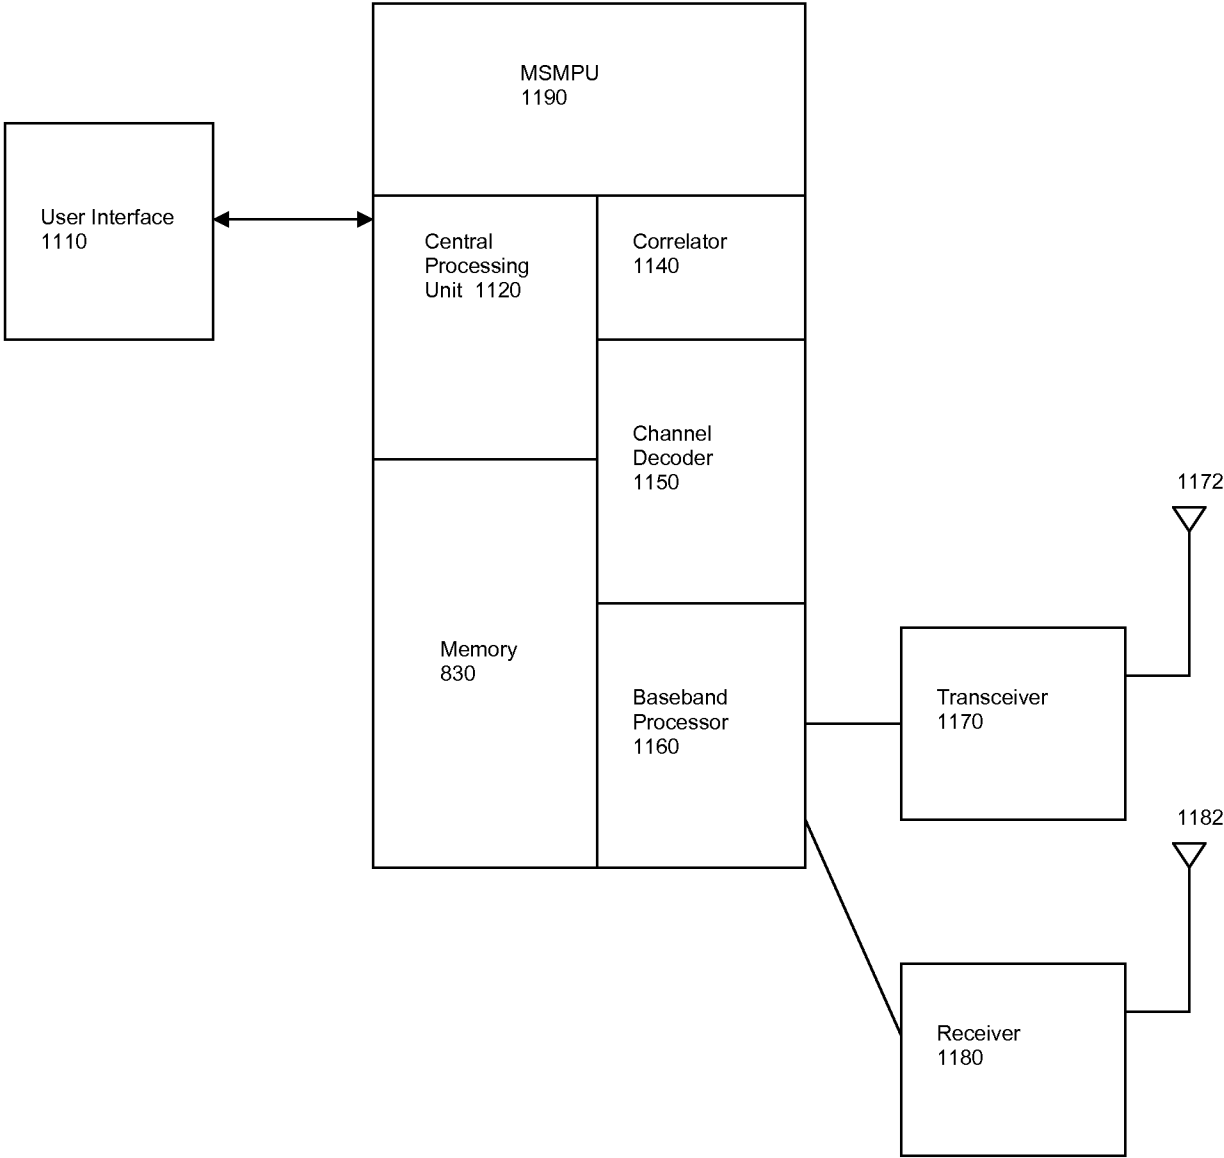 MSMPU
1190
User Interface
1110
Central
Processing
Unit 1120
Correlator
1140
Channel
Decoder
1150
Memory
830
Baseband
Processor
1160
1172
Transceiver
1170
1182
Receiver
1180